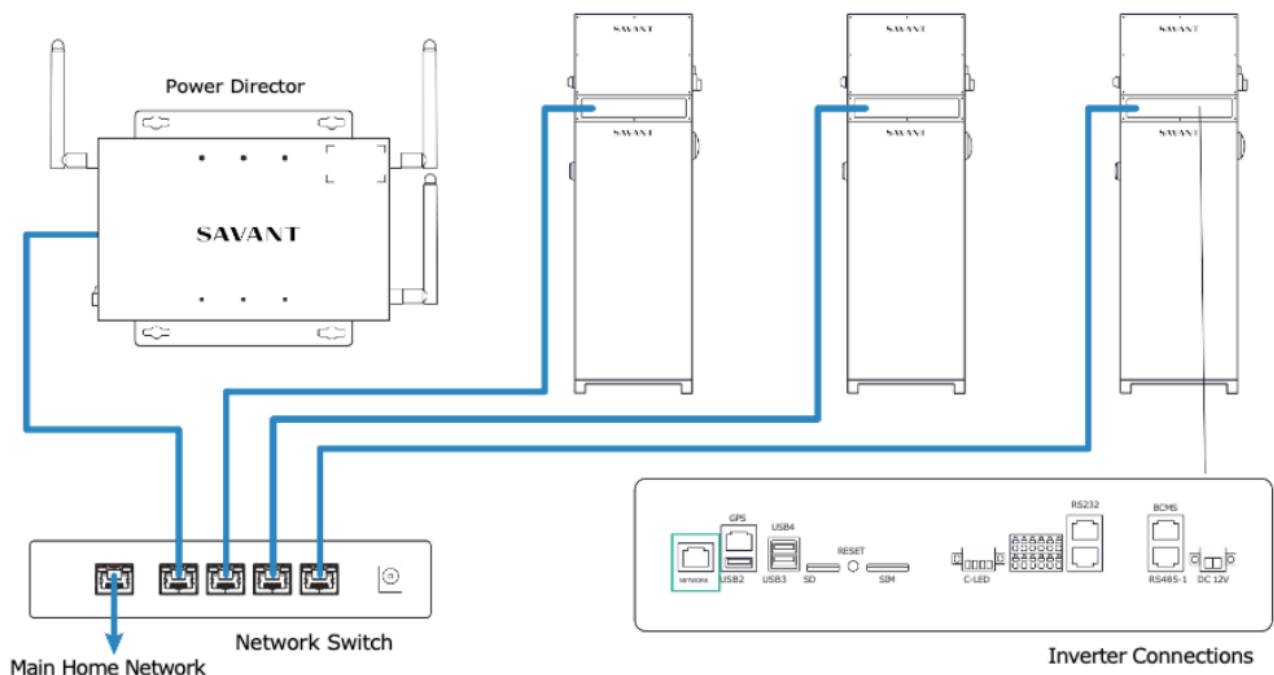 Power Director
SAVANT
SAVANT
SAVANT
SAVANT
SAVANT
SAVANT
SAVANT
Network Switch
Main Home Network
NETWORK
GPS
USB2
USB4
USB3
SD
RESET
SIM
C-LED
RS232
BCMS
RS485-1
DC 12V
Inverter Connections